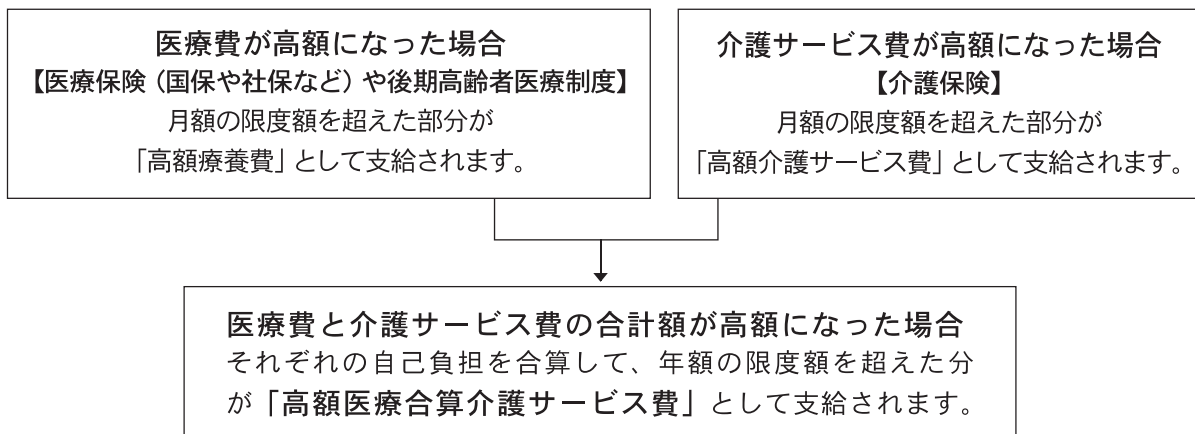 医療費が高額になった場合
【医療保険（国保や社保など）や後期高齢者医療制度】
月額の限度額を超えた部分が
「高額療養費」として支給されます。
介護サービス費が高額になった場合
【介護保険】
月額の限度額を超えた部分が
「高額介護サービス費」として支給されます。
医療費と介護サービス費の合計額が高額になった場合
それぞれの自己負担を合算して、年額の限度額を超えた分
が「高額医療合算介護サービス費」として支給されます。